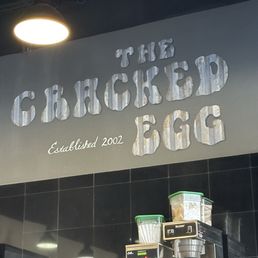 THE
CRACKED
EGG
Established 2002